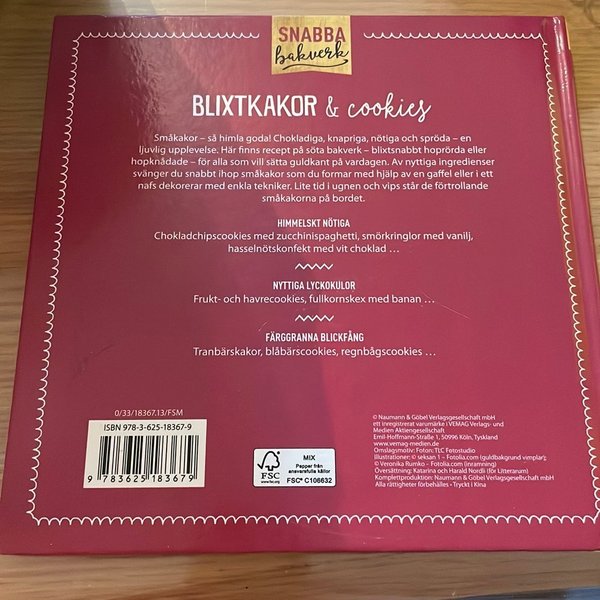 SNABBA
bakverk
BLIXTKAKOR & cookies
Småkakor – så himla goda! Chokladiga, knapriga, nötiga och spröda – en
ljuvlig upplevelse. Här finns recept på söta bakverk – blixtsnabbt hoprörda eller
hopknådade – för alla som vill sätta guldkant på vardagen. Av nyttiga ingredienser
svänger du snabbt ihop småkakor som du formar med hjälp av en gaffel eller i ett
nafs dekorerar med enkla tekniker. Lite tid i ugnen och vips står de förtrollande
småkakorna på bordet.
HIMMELSKT NÖTIGA
Chokladchipscookies med zucchinispaghetti, smörkringlor med vanilj,
hasselnötskonfekt med vit choklad ...
NYTTIGA LYCKOKULOR
Frukt- och havrecookies, fullkornskex med banan ...
FÄRGGRANNA BLICKFÅNG
Tranbärskakor, blåbärscookies, regnbågscookies ...
0/33/18367.13/FSM
ISBN 978-3-625-18367-9
9 783625 183679
FSC
www.fsc.org
MIX
Papper från
ansvarsfulla källor
FSC® C106632
© Naumann & Göbel Verlagsgesellschaft mbH
ett inregistrerat varumärke i VEMAG Verlags- und
Medien Aktiengesellschaft
Emil-Hoffmann-Straße 1, 50996 Köln, Tyskland
www.vemag-medien.de
Omslagsmotiv: Foton: TLC Fotostudio
Illustrationer: © seksan 1 – Fotolia.com (guldbakgrund vimplar);
© Veronika Rumko – Fotolia.com (inramning)
Översättning: Katarina och Harald Nordli (för Litterarum)
Komplettproduktion: Naumann & Göbel Verlagsgesellschaft mbH
Alla rättigheter förbehålles • Tryckt i Kina